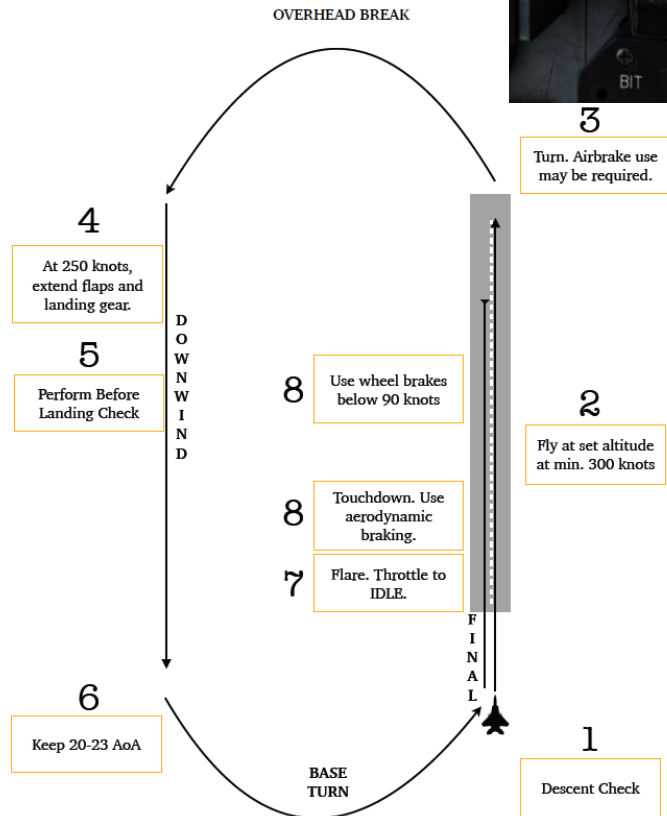 OVERHEAD BREAK
BIT
3
Turn. Airbrake use
may be required.
4
At 250 knots,
extend flaps and
landing gear.
5
Perform Before
Landing Check
DOWNWIND
8
Use wheel brakes
below 90 knots
2
Fly at set altitude
at min. 300 knots
8
Touchdown. Use
aerodynamic
braking.
7
Flare. Throttle to
IDLE.
FINAL
6
Keep 20-23 AoA
BASE
TURN
1
Descent Check